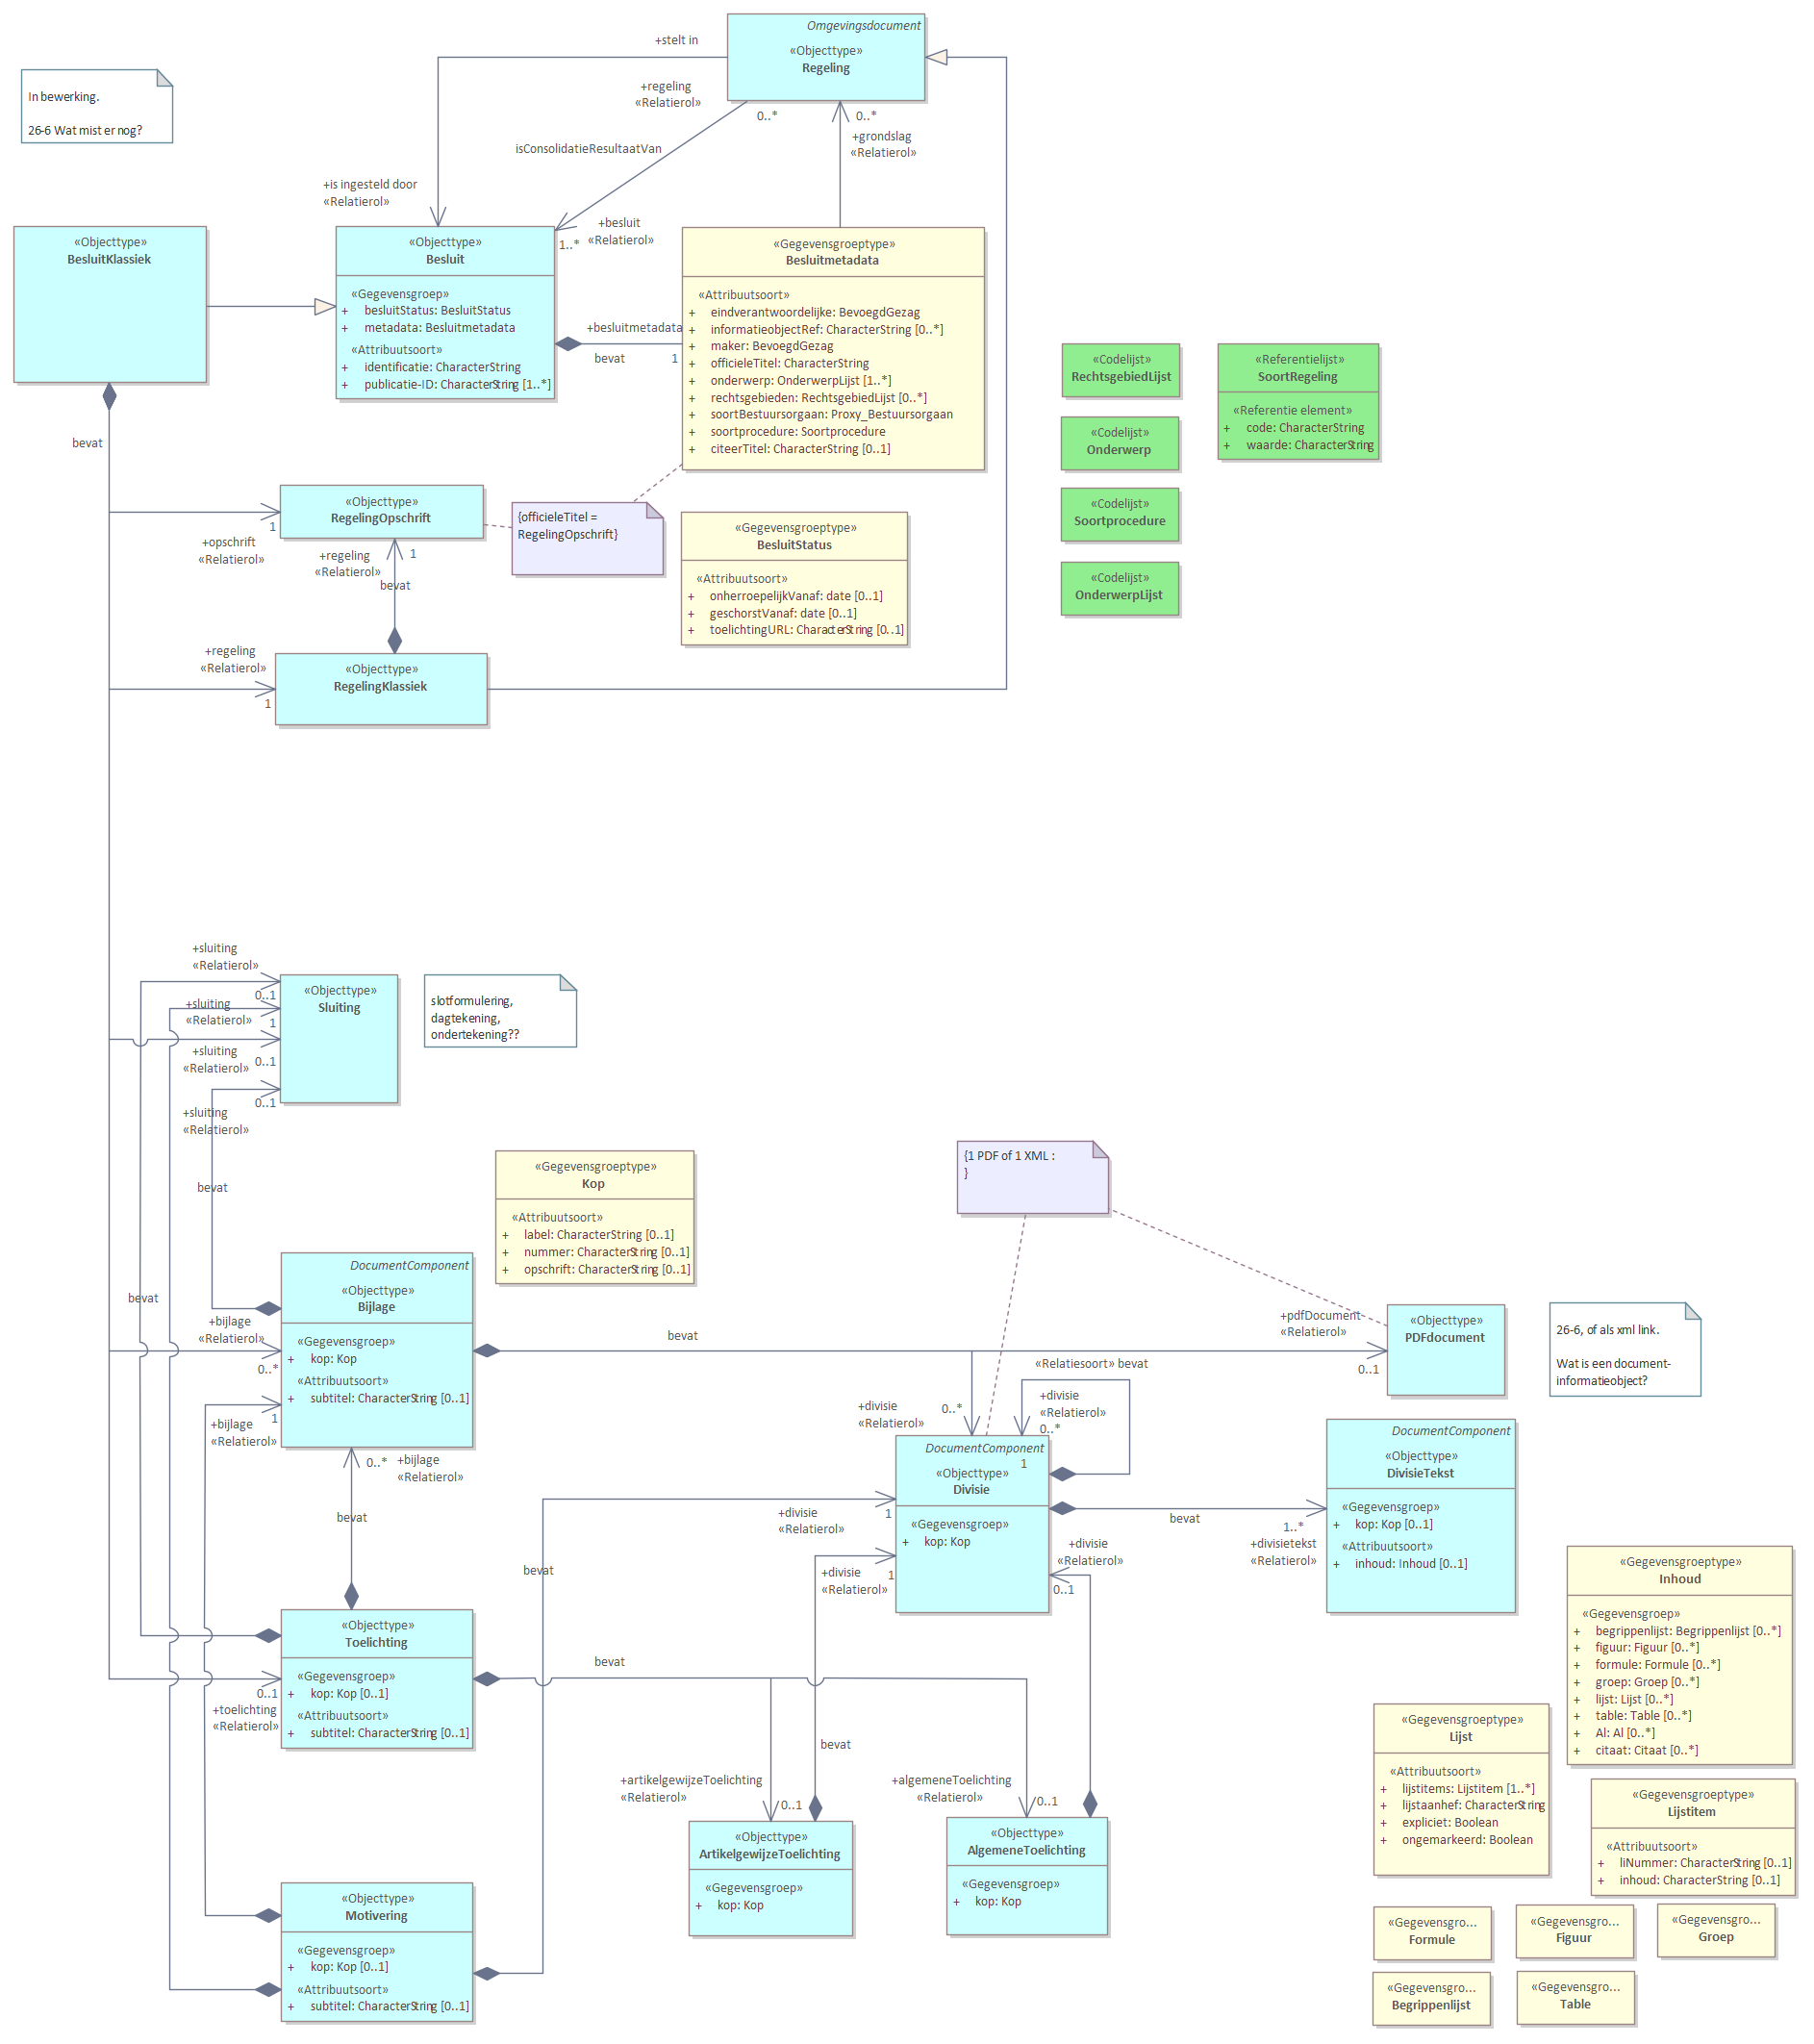 Omgevingsdocument
«Objecttype»
Regeling
+stelt in
+regeling
«Relatierol»
0..*
0..*
+grondslag
«Relatierol»
isConsolidatieResultaatVan
In bewerking.
26-6 Wat mist er nog?
+is ingesteld door
«Relatierol»
+besluit
«Relatierol»
1..*
«Objecttype»
BesluitKlassiek
«Objecttype»
Besluit
«Gegevensgroep»
+ besluitStatus: BesluitStatus
+ metadata: Besluitmetadata
«Attribuutsoort»
+ identificatie: CharacterString
+ publicatie-ID: CharacterString [1..*]
+besluitmetadata
bevat
1
«Gegevensgroeptype»
Besluitmetadata
«Attribuutsoort»
+ eindverantwoordelijke: BevoegdGezag
+ informatieobjectRef: CharacterString [0..*]
+ maker: BevoegdGezag
+ officieleTitel: CharacterString
+ onderwerp: OnderwerpLijst [1..*]
+ rechtsgebieden: RechtsgebiedLijst [0..*]
+ soortBestuursorgaan: Proxy_Bestuursorgaan
+ soortprocedure: Soortprocedure
+ citeerTitel: CharacterString [0..1]
«Codelijst»
RechtsgebiedLijst
«Referentielijst»
SoortRegeling
«Referentie element»
+ code: CharacterString
+ waarde: CharacterString
«Codelijst»
Onderwerp
«Codelijst»
Soortprocedure
«Codelijst»
OnderwerpLijst
bevat
«Objecttype»
RegelingOpschrift
1
+opschrift
«Relatierol»
{officieleTitel =
RegelingOpschrift}
+regeling
«Relatierol»
1
bevat
«Gegevensgroeptype»
BesluitStatus
«Attribuutsoort»
+ onherroepelijkVanaf: date [0..1]
+ geschorstVanaf: date [0..1]
+ toelichtingURL: CharacterString [0..1]
+regeling
«Relatierol»
1
«Objecttype»
RegelingKlassiek
+sluiting
«Relatierol»
0..1
+sluiting
«Relatierol»
1
+sluiting
«Relatierol»
0..1
0..1
+sluiting
«Relatierol»
«Objecttype»
Sluiting
slotformulering,
dagtekening,
ondertekening??
bevat
bevat
«Gegevensgroeptype»
Kop
«Attribuutsoort»
+ label: CharacterString [0..1]
+ nummer: CharacterString [0..1]
+ opschrift: CharacterString [0..1]
{1 PDF of 1 XML :
}
DocumentComponent
«Objecttype»
Bijlage
«Gegevensgroep»
+ kop: Kop
«Attribuutsoort»
+ subtitel: CharacterString [0..1]
+bijlage
«Relatierol»
0..*
1
+bijlage
«Relatierol»
0..*
+bijlage
«Relatierol»
bevat
bevat
+pdfDocument
«Relatierol»
0..1
«Objecttype»
PDFdocument
26-6, of als xml link.
Wat is een document-
informatieobject?
«Relatiesoort» bevat
+divisie
«Relatierol»
0..*
+divisie
«Relatierol»
0..*
1
DocumentComponent
«Objecttype»
Divisie
«Gegevensgroep»
+ kop: Kop
+divisie
«Relatierol»
1
+divisie
«Relatierol»
1
+divisie
«Relatierol»
0..1
bevat
1..*
+divisietekst
«Relatierol»
DocumentComponent
«Objecttype»
DivisieTekst
«Gegevensgroep»
+ kop: Kop [0..1]
«Attribuutsoort»
+ inhoud: Inhoud [0..1]
bevat
«Gegevensgroeptype»
Inhoud
«Gegevensgroep»
+ begrippenlijst: Begrippenlijst [0..*]
+ figuur: Figuur [0..*]
+ formule: Formule [0..*]
+ groep: Groep [0..*]
+ lijst: Lijst [0..*]
+ table: Table [0..*]
+ Al: Al [0..*]
+ citaat: Citaat [0..*]
«Objecttype»
Toelichting
«Gegevensgroep»
+ kop: Kop [0..1]
«Attribuutsoort»
+ subtitel: CharacterString [0..1]
0..1
+toelichting
«Relatierol»
bevat
bevat
+artikelgewijzeToelichting
«Relatierol»
0..1
+algemeneToelichting
«Relatierol»
0..1
«Objecttype»
ArtikelgewijzeToelichting
«Gegevensgroep»
+ kop: Kop
«Objecttype»
AlgemeneToelichting
«Gegevensgroep»
+ kop: Kop
«Gegevensgroeptype»
Lijst
«Attribuutsoort»
+ lijstitems: Lijstitem [1..*]
+ lijstaanhef: CharacterString
+ expliciet: Boolean
+ ongemarkeerd: Boolean
«Gegevensgroeptype»
Lijstitem
«Attribuutsoort»
+ liNummer: CharacterString [0..1]
+ inhoud: CharacterString [0..1]
«Objecttype»
Motivering
«Gegevensgroep»
+ kop: Kop [0..1]
«Attribuutsoort»
+ subtitel: CharacterString [0..1]
«Gegevensgro...
Formule
«Gegevensgro...
Figuur
«Gegevensgro...
Groep
«Gegevensgro...
Begrippenlijst
«Gegevensgro...
Table